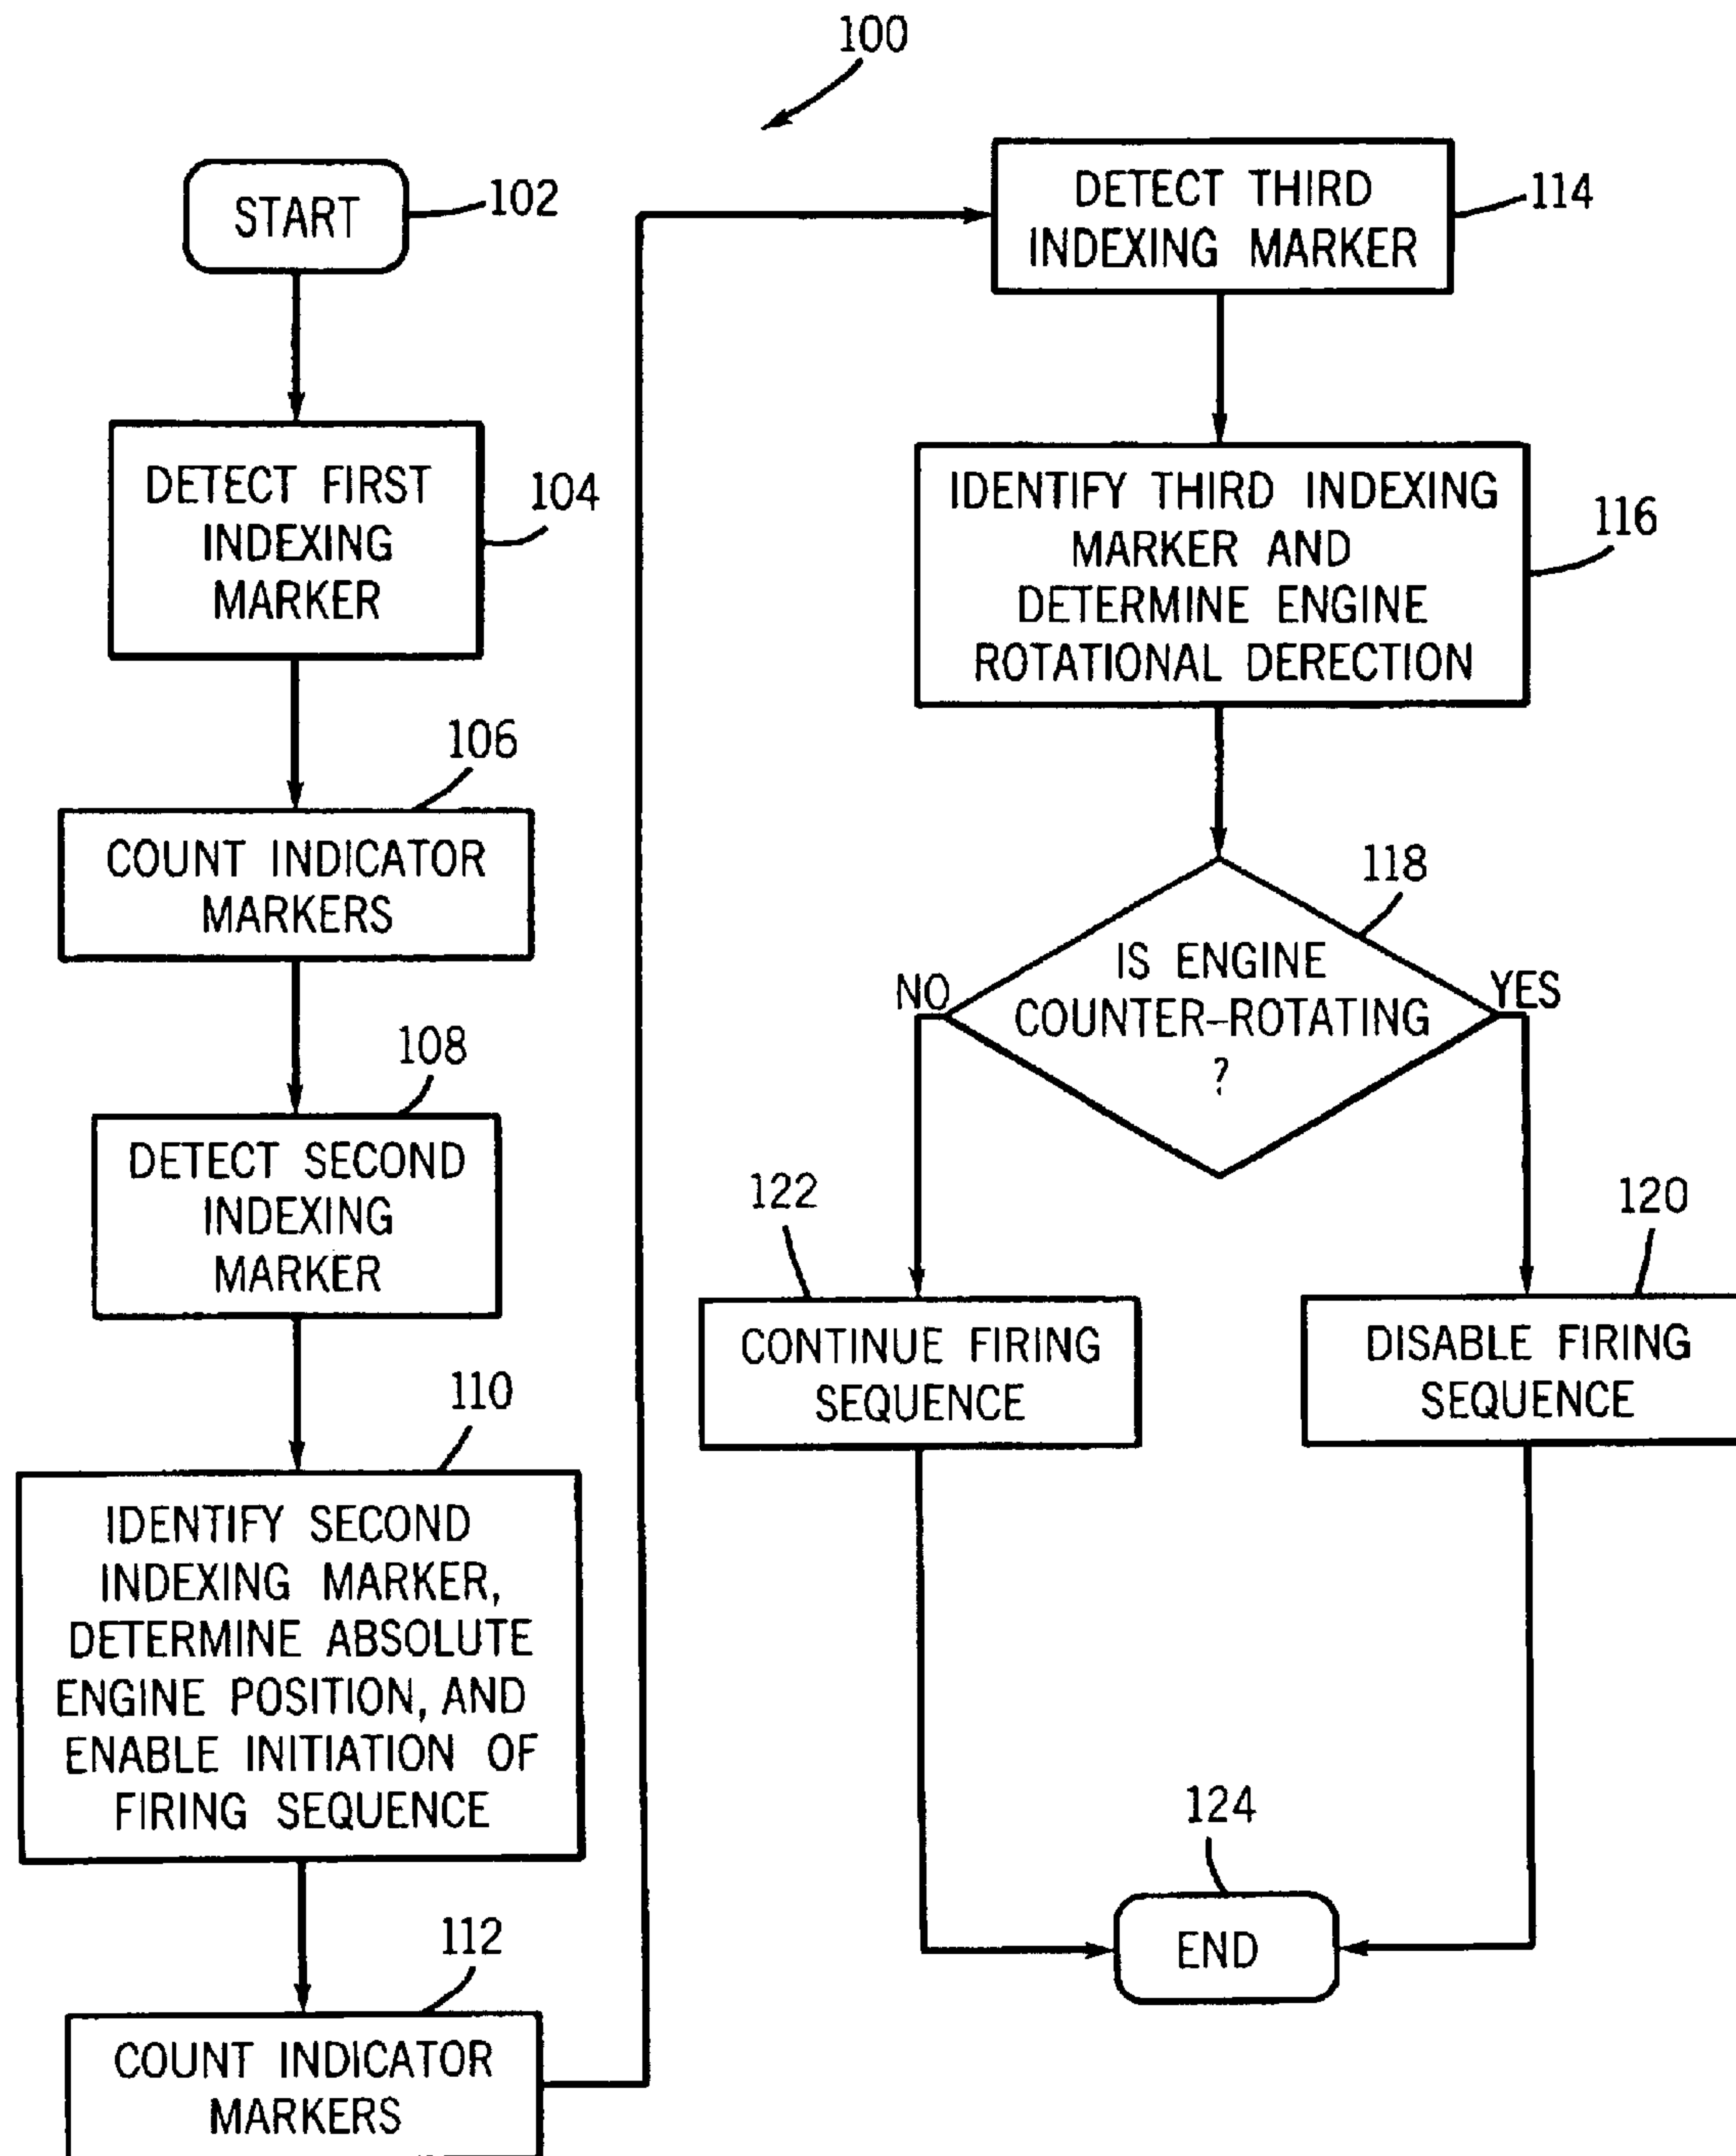 100
START
102
DETECT FIRST
INDEXING
MARKER
104
106
COUNT INDICATOR
MARKERS
108
DETECT SECOND
INDEXING
MARKER
110
IDENTIFY SECOND
INDEXING MARKER,
DETERMINE ABSOLUTE
ENGINE POSITION, AND
ENABLE INITIATION OF
FIRING SEQUENCE
112
COUNT INDICATOR
MARKERS
DETECT THIRD
INDEXING MARKER
114
IDENTIFY THIRD INDEXING
MARKER AND
DETERMINE ENGINE
ROTATIONAL DERECTION
116
118
IS ENGINE
COUNTER-ROTATING
?
NO
YES
122
CONTINUE FIRING
SEQUENCE
120
DISABLE FIRING
SEQUENCE
124
END